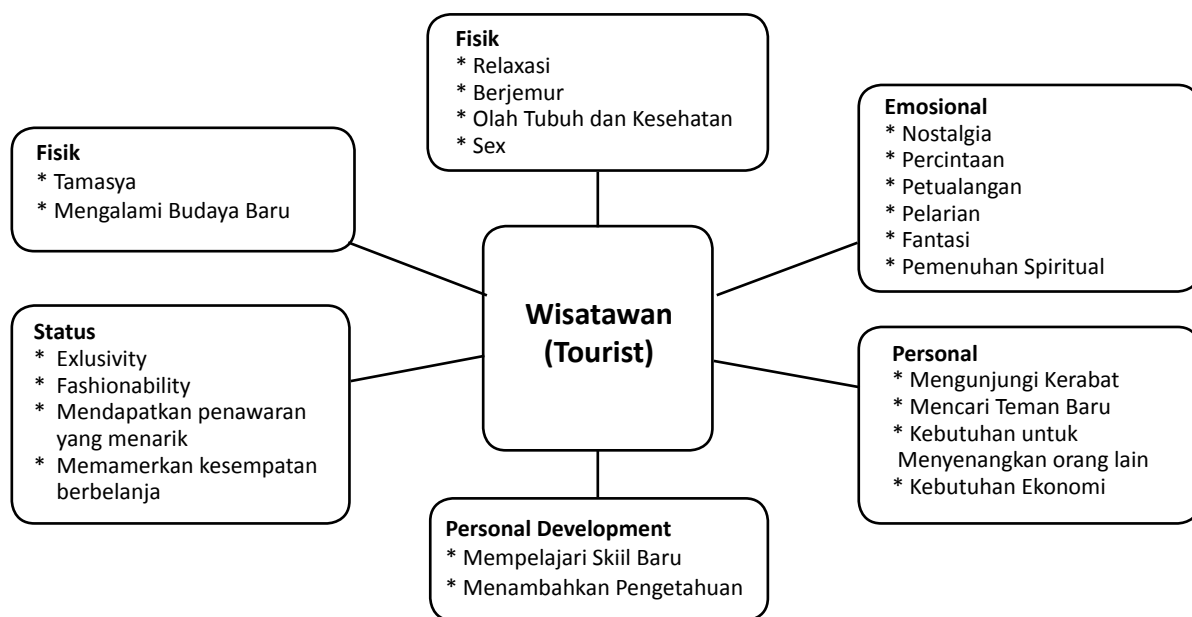 Fisik
* Relaxasi
* Berjemur
* Olah Tubuh dan Kesehatan
* Sex
Emosional
* Nostalgia
* Percintaan
* Petualangan
* Pelarian
* Fantasi
* Pemenuhan Spiritual
Fisik
* Tamasya
* Mengalami Budaya Baru
Wisatawan
(Tourist)
Status
* Exlusivity
* Fashionability
* Mendapatkan penawaran
yang menarik
* Memamerkan kesempatan
berbelanja
Personal
* Mengunjungi Kerabat
* Mencari Teman Baru
* Kebutuhan untuk
Menyenangkan orang lain
* Kebutuhan Ekonomi
Personal Development
* Mempelajari Skiil Baru
* Menambahkan Pengetahuan